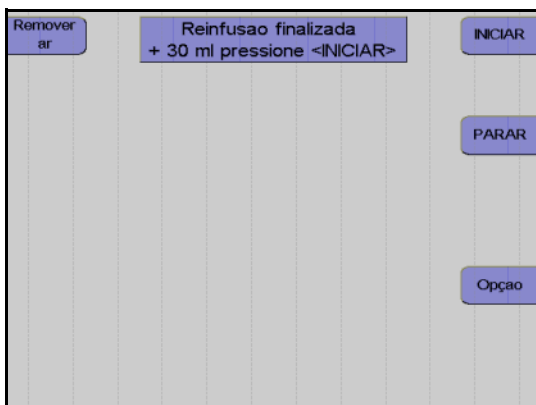 Remover
ar
Reinfusao finalizada
+ 30 ml pressione <INICIAR>
INICIAR
PARAR
Opçao